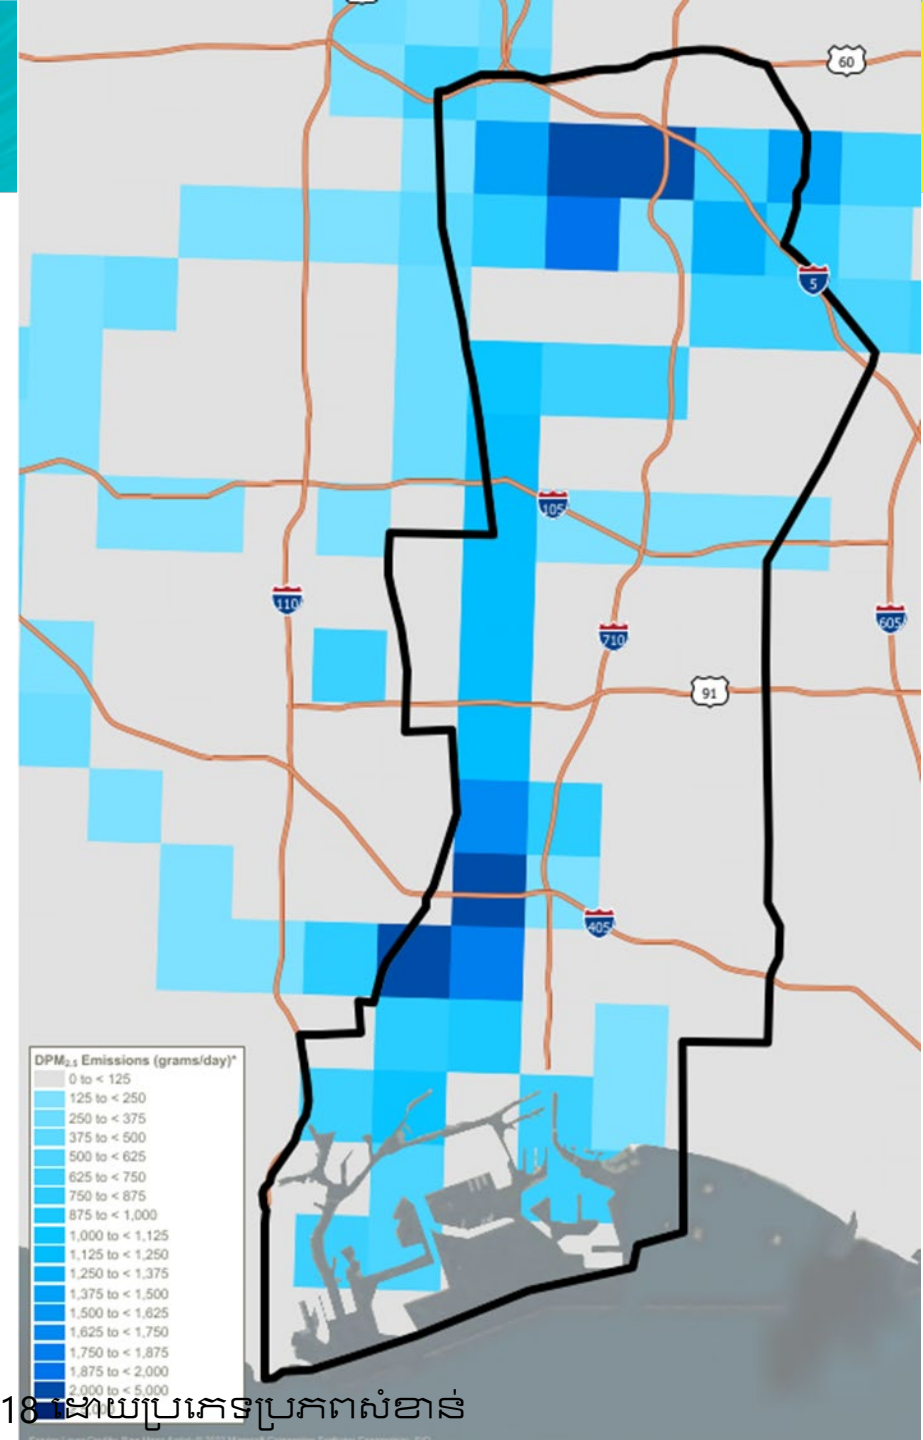 60
5
105
110
710
605
91
405
DPM2.5 Emissions (grams/day)*
0 to < 125
125 to < 250
250 to < 375
375 to < 500
500 to < 625
625 to < 750
750 to < 875
875 to < 1,000
1,000 to < 1,125
1,125 to < 1,250
1,250 to < 1,375
1,375 to < 1,500
1,500 to < 1,625
1,625 to < 1,750
1,750 to < 1,875
1,875 to < 2,000
2,000 to < 5,000
18 ដោយប្រភេទប្រភពសំខាន់